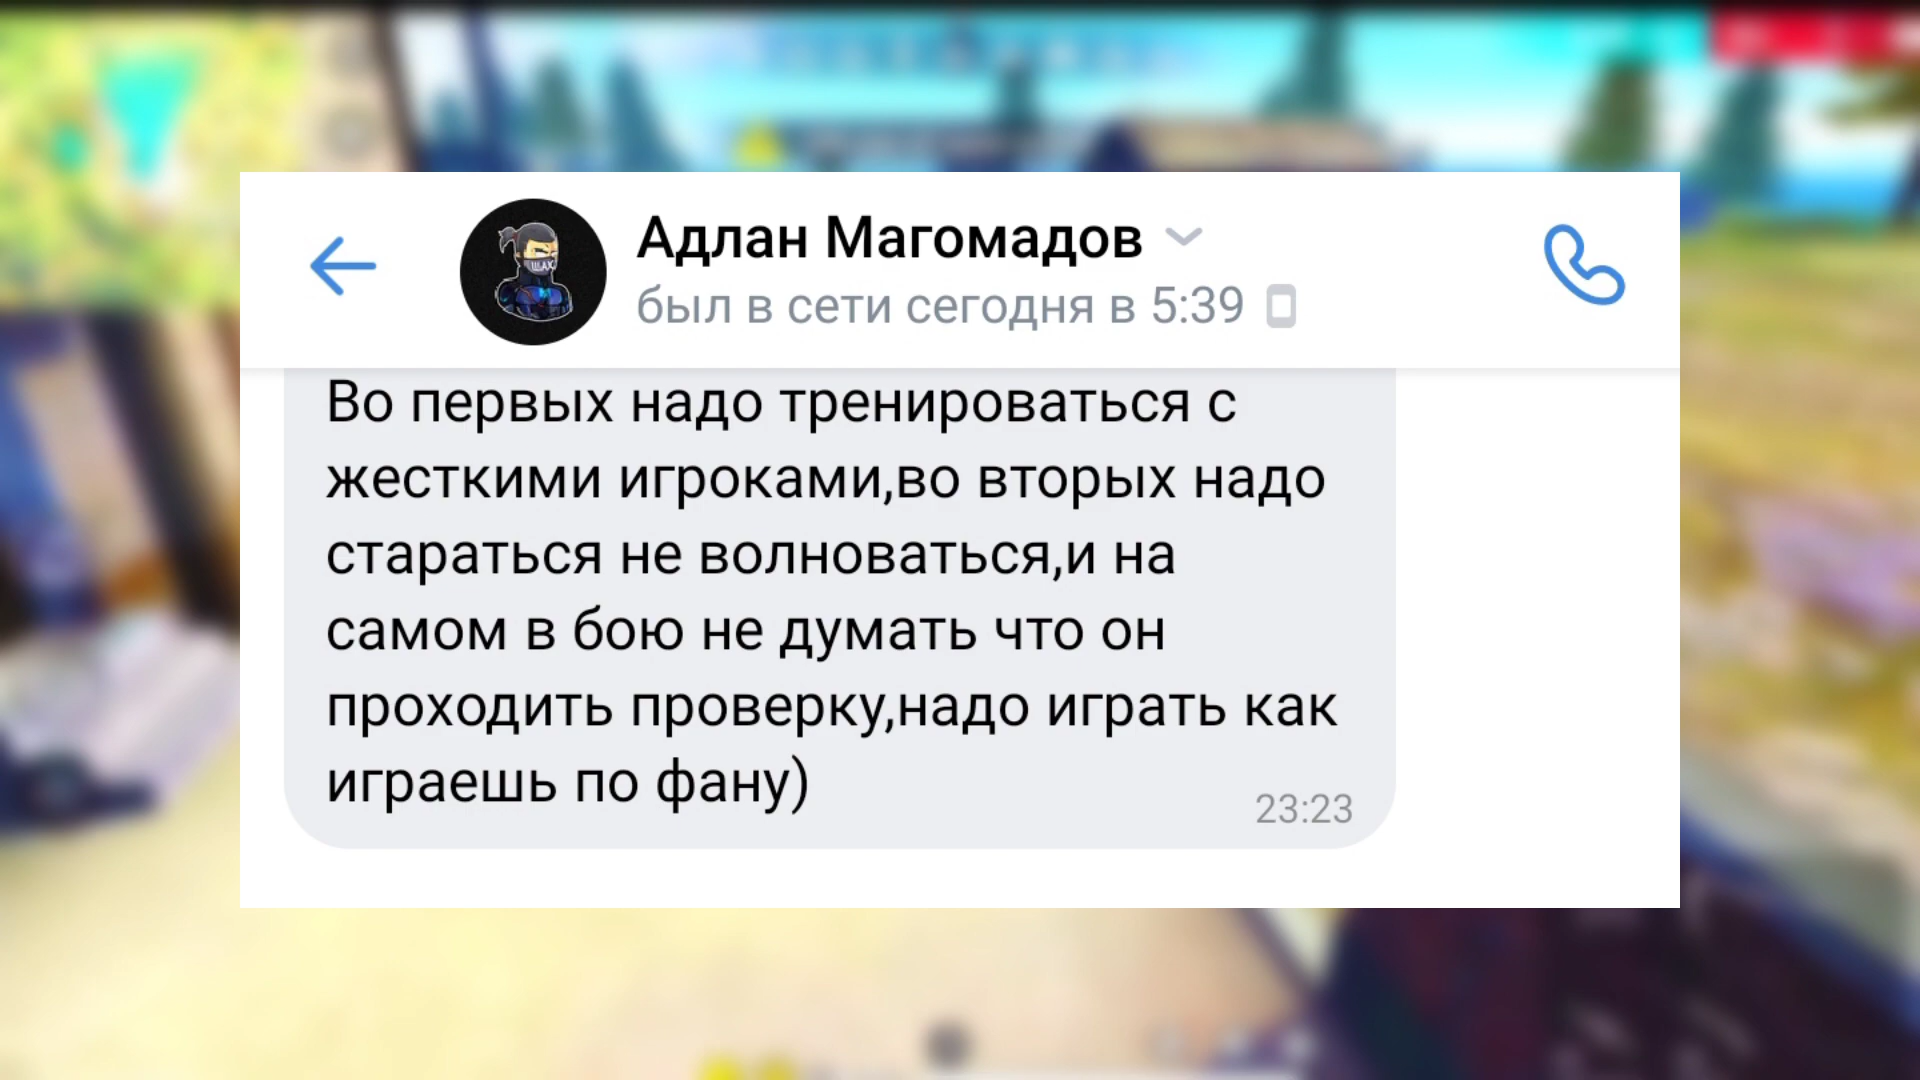 Адлан Магомадов
был в сети сегодня в 5:39
Во первых надо тренироваться с
жесткими игроками,во вторых надо
стараться не волноваться,и на
самом в бою не думать что он
проходить проверку,надо играть как
играешь по фану)
23:23